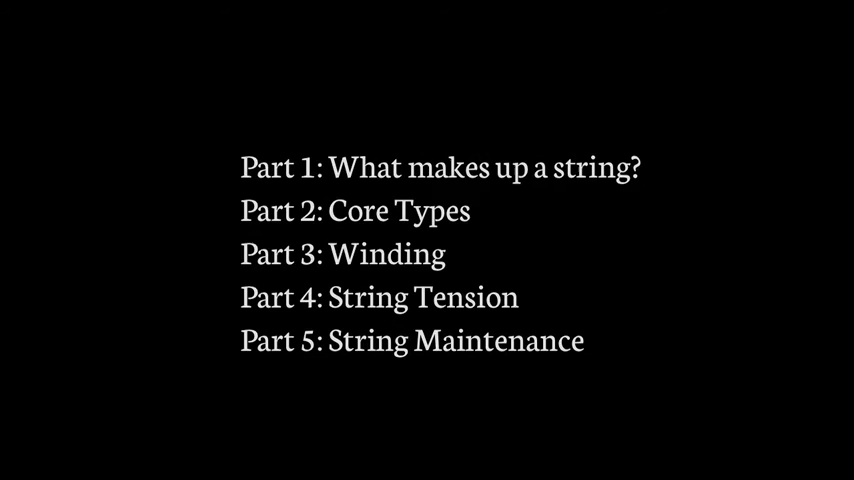 Part 1: What makes up a string?
Part 2: Core Types
Part 3: Winding
Part 4: String Tension
Part 5: String Maintenance